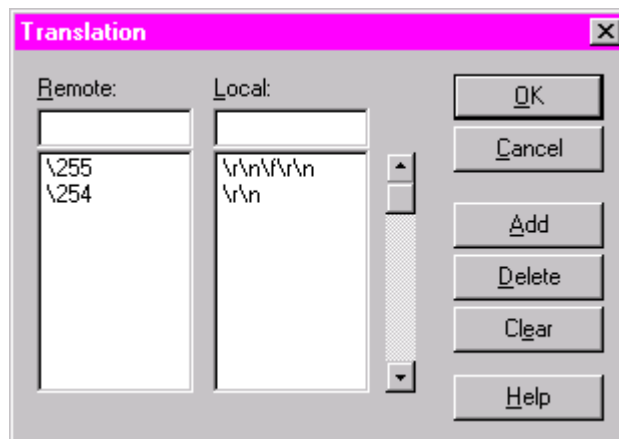 Translation
Remote:
Local:
OK
Cancel
\255
\r\n\f\r\n
\254
\r\n
Add
Delete
Clear
Help